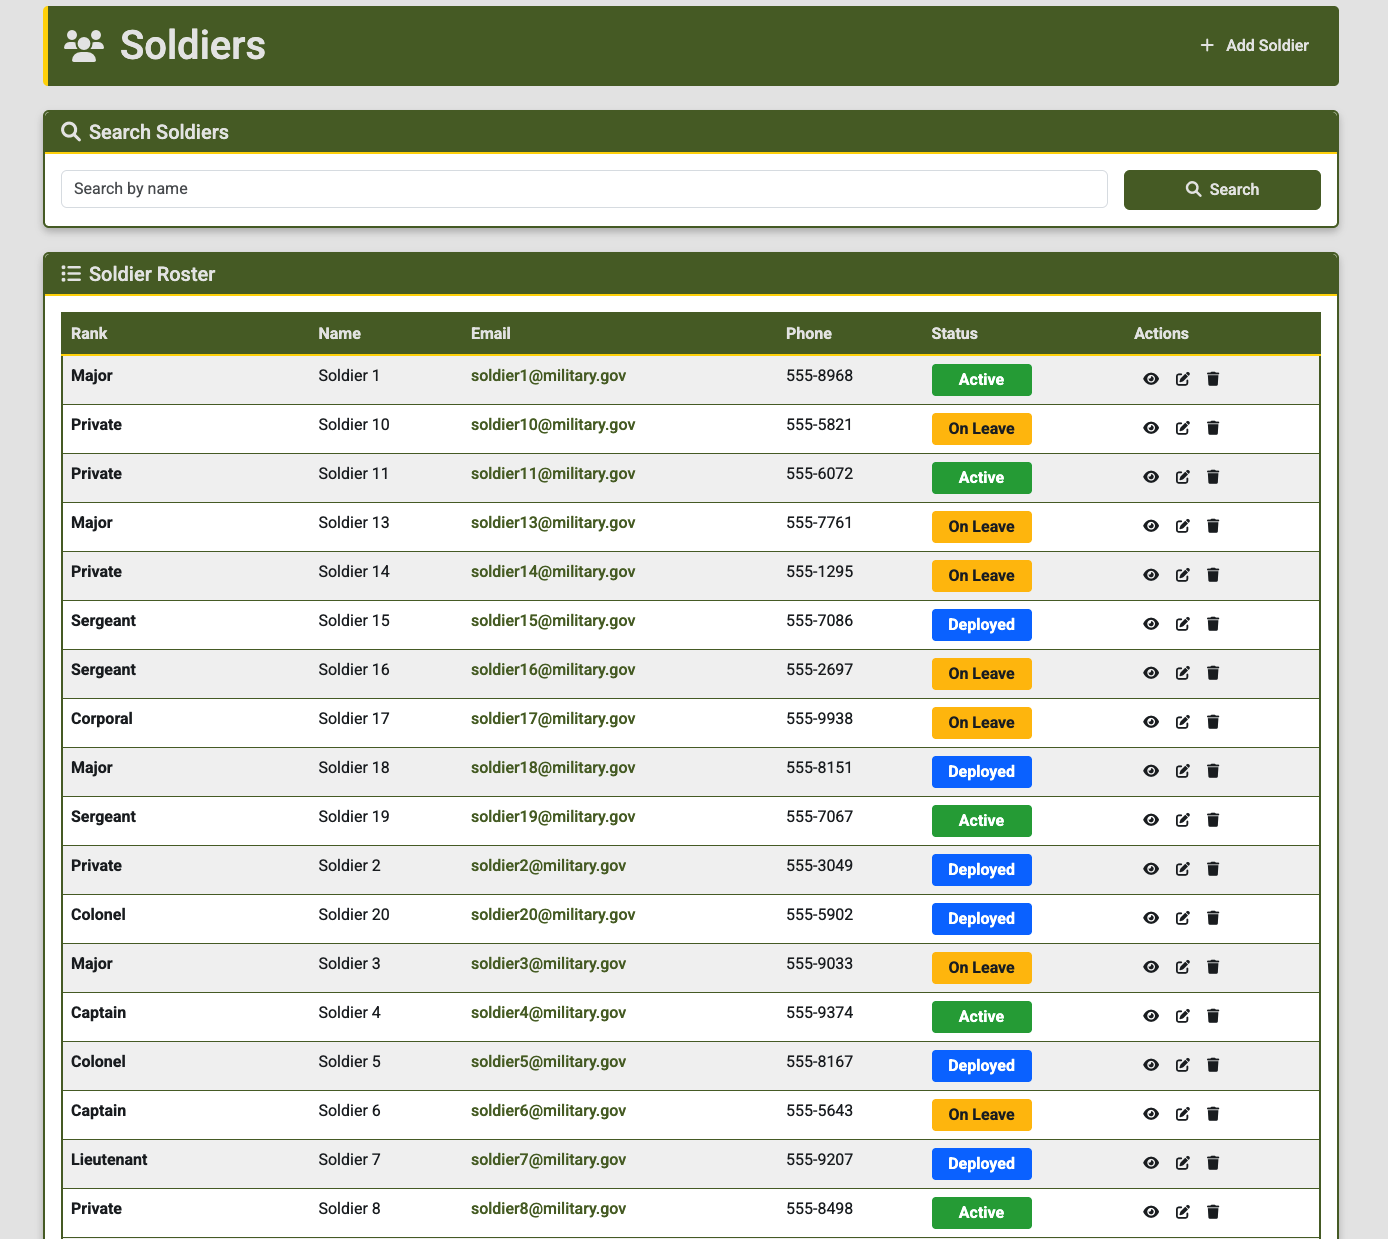 Soldiers
Add Soldier
Search Soldiers
Search by name
Search
Soldier Roster
Rank Name Email Phone Status Actions
Major Soldier 1 soldier1@military.gov 555-8968 Active
Private Soldier 10 soldier10@military.gov 555-5821 On Leave
Private Soldier 11 soldier11@military.gov 555-6072 Active
Major Soldier 13 soldier13@military.gov 555-7761 On Leave
Private Soldier 14 soldier14@military.gov 555-1295 On Leave
Sergeant Soldier 15 soldier15@military.gov 555-7086 Deployed
Sergeant Soldier 16 soldier16@military.gov 555-2697 On Leave
Corporal Soldier 17 soldier17@military.gov 555-9938 On Leave
Major Soldier 18 soldier18@military.gov 555-8151 Deployed
Sergeant Soldier 19 soldier19@military.gov 555-7067 Active
Private Soldier 2 soldier2@military.gov 555-3049 Deployed
Colonel Soldier 20 soldier20@military.gov 555-5902 Deployed
Major Soldier 3 soldier3@military.gov 555-9033 On Leave
Captain Soldier 4 soldier4@military.gov 555-9374 Active
Colonel Soldier 5 soldier5@military.gov 555-8167 Deployed
Captain Soldier 6 soldier6@military.gov 555-5643 On Leave
Lieutenant Soldier 7 soldier7@military.gov 555-9207 Deployed
Private Soldier 8 soldier8@military.gov 555-8498 Active